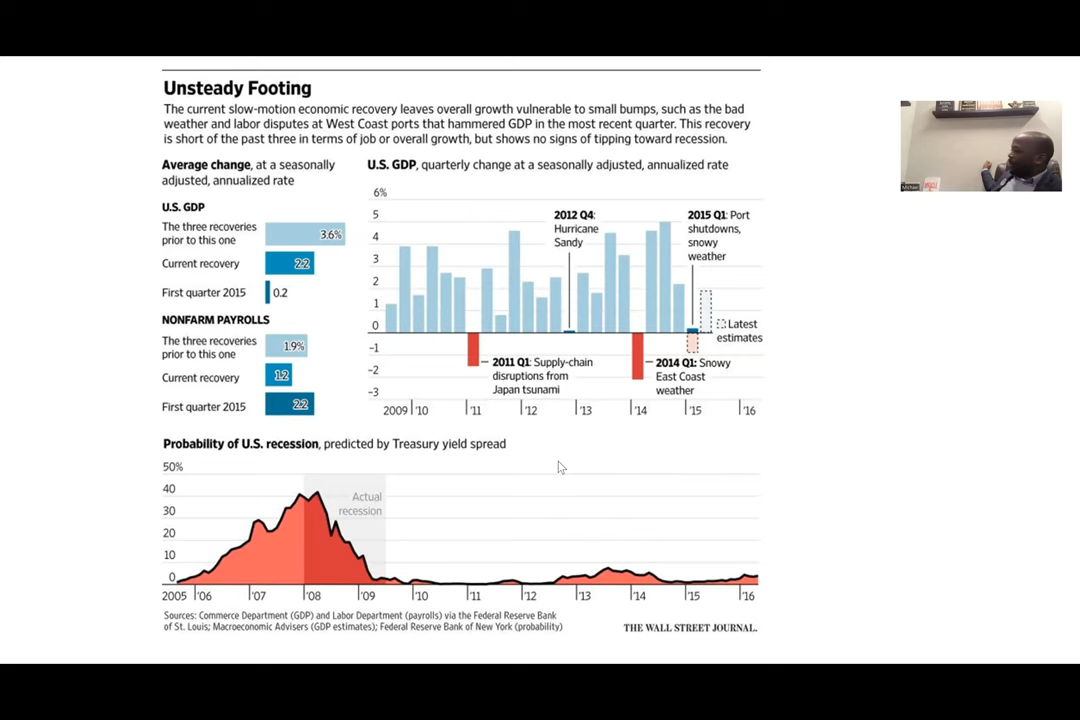 Unsteady Footing
The current slow-motion economic recovery leaves overall growth vulnerable to small bumps, such as the bad
weather and labor disputes at West Coast ports that hammered GDP in the most recent quarter. This recovery
is short of the past three in terms of job or overall growth, but shows no signs of tipping toward recession.
Average change, at a seasonally
adjusted, annualized rate
U.S. GDP
The three recoveries
prior to this one
3.6%
Current recovery
2.2
First quarter 2015
0.2
NONFARM PAYROLLS
The three recoveries
prior to this one
1.9%
Current recovery
1.2
First quarter 2015
2.2
U.S. GDP, quarterly change at a seasonally adjusted, annualized rate
6%
5
4
3
2
1
0
–1
–2
–3
2012 Q4:
Hurricane
Sandy
2015 Q1: Port
shutdowns,
snowy
weather
Latest
estimates
2011 Q1: Supply-chain
disruptions from
Japan tsunami
2014 Q1: Snowy
East Coast
weather
2009 '10 '11 '12 '13 '14 '15 '16
Probability of U.S. recession, predicted by Treasury yield spread
50%
40
30
20
10
0
Actual
recession
2005 '06 '07 '08 '09 '10 '11 '12 '13 '14 '15 '16
Sources: Commerce Department (GDP) and Labor Department (payrolls) via the Federal Reserve Bank
of St. Louis; Macroeconomic Advisers (GDP estimates); Federal Reserve Bank of New York (probability)
THE WALL STREET JOURNAL.
Michael